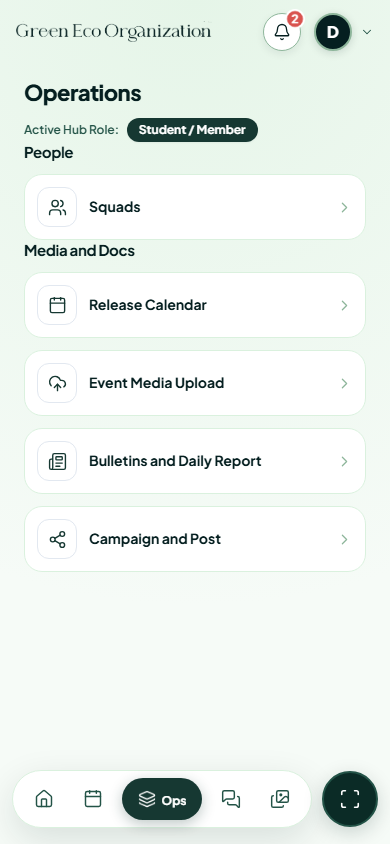 Green Eco Organization
2
D
Operations
Active Hub Role: Student / Member
People
Squads
Media and Docs
Release Calendar
Event Media Upload
Bulletins and Daily Report
Campaign and Post
Ops